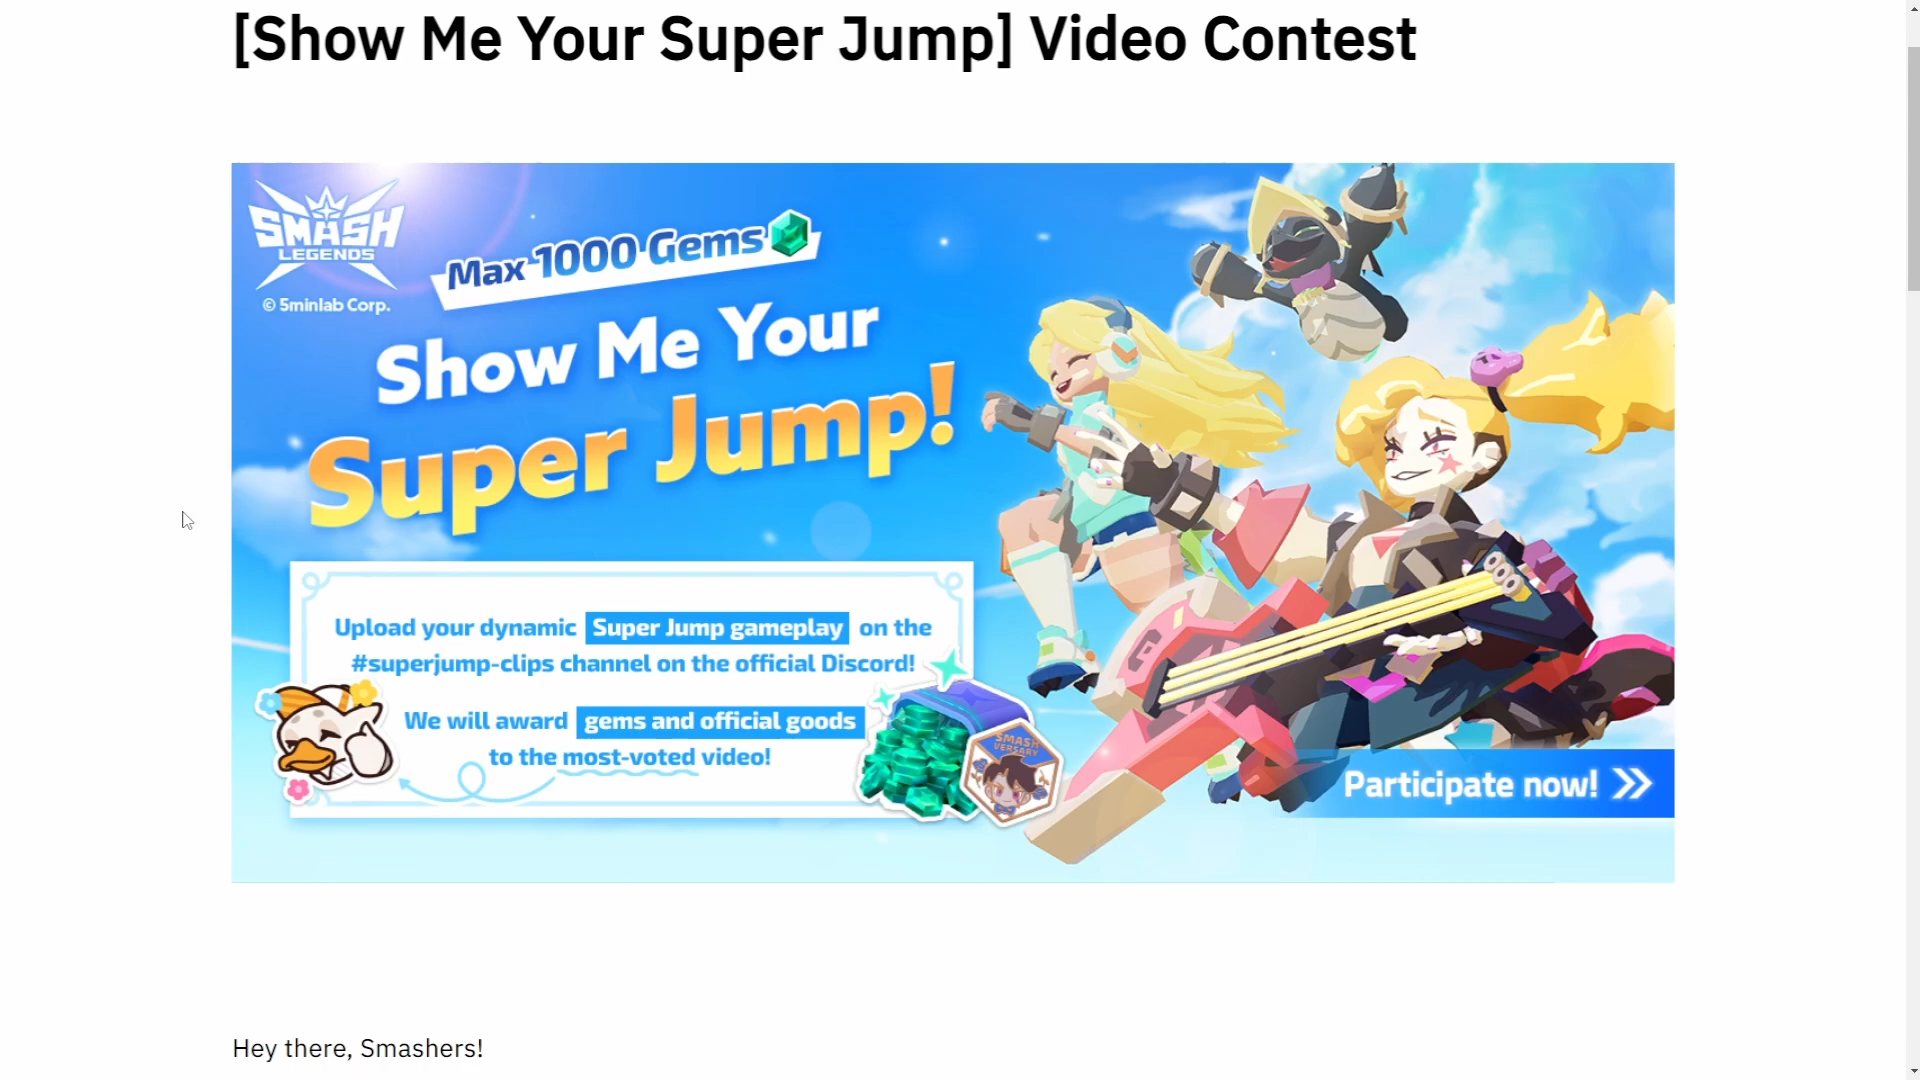 [Show Me Your Super Jump] Video Contest
SMASH
LEGENDS
© 5minlab Corp.
Max 1000 Gems
Show Me Your
Super Jump!
Upload your dynamic Super Jump gameplay on the
#superjump-clips channel on the official Discord!
We will award gems and official goods
to the most-voted video!
SMASH
VERSARY
Participate now!
Hey there, Smashers!